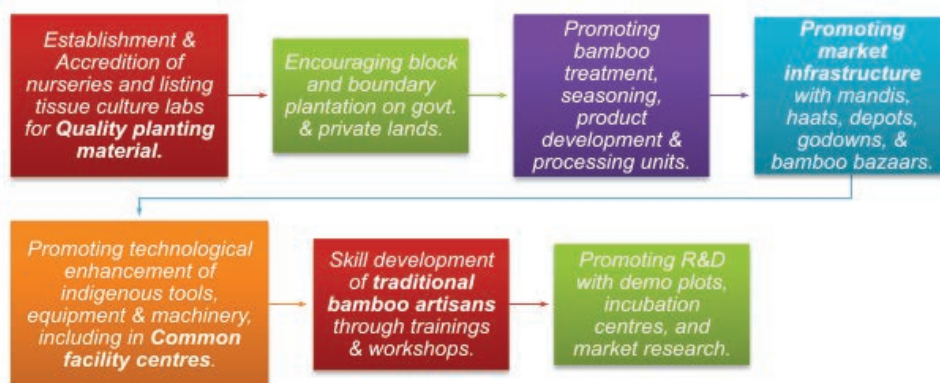 Establishment &
Accredition of
nurseries and listing
tissue culture labs
for Quality planting
material.
Encouraging block
and boundary
plantation on govt.
& private lands.
Promoting
bamboo
treatment,
seasoning,
product
development &
processing units.
Promoting
market
infrastructure
with mandis,
haats, depots,
godowns, &
bamboo bazaars.
Promoting technological
enhancement of
indigenous tools,
equipment & machinery,
including in Common
facility centres.
Skill development
of traditional
bamboo artisans
through trainings
& workshops.
Promoting R&D
with demo plots,
incubation
centres, and
market research.